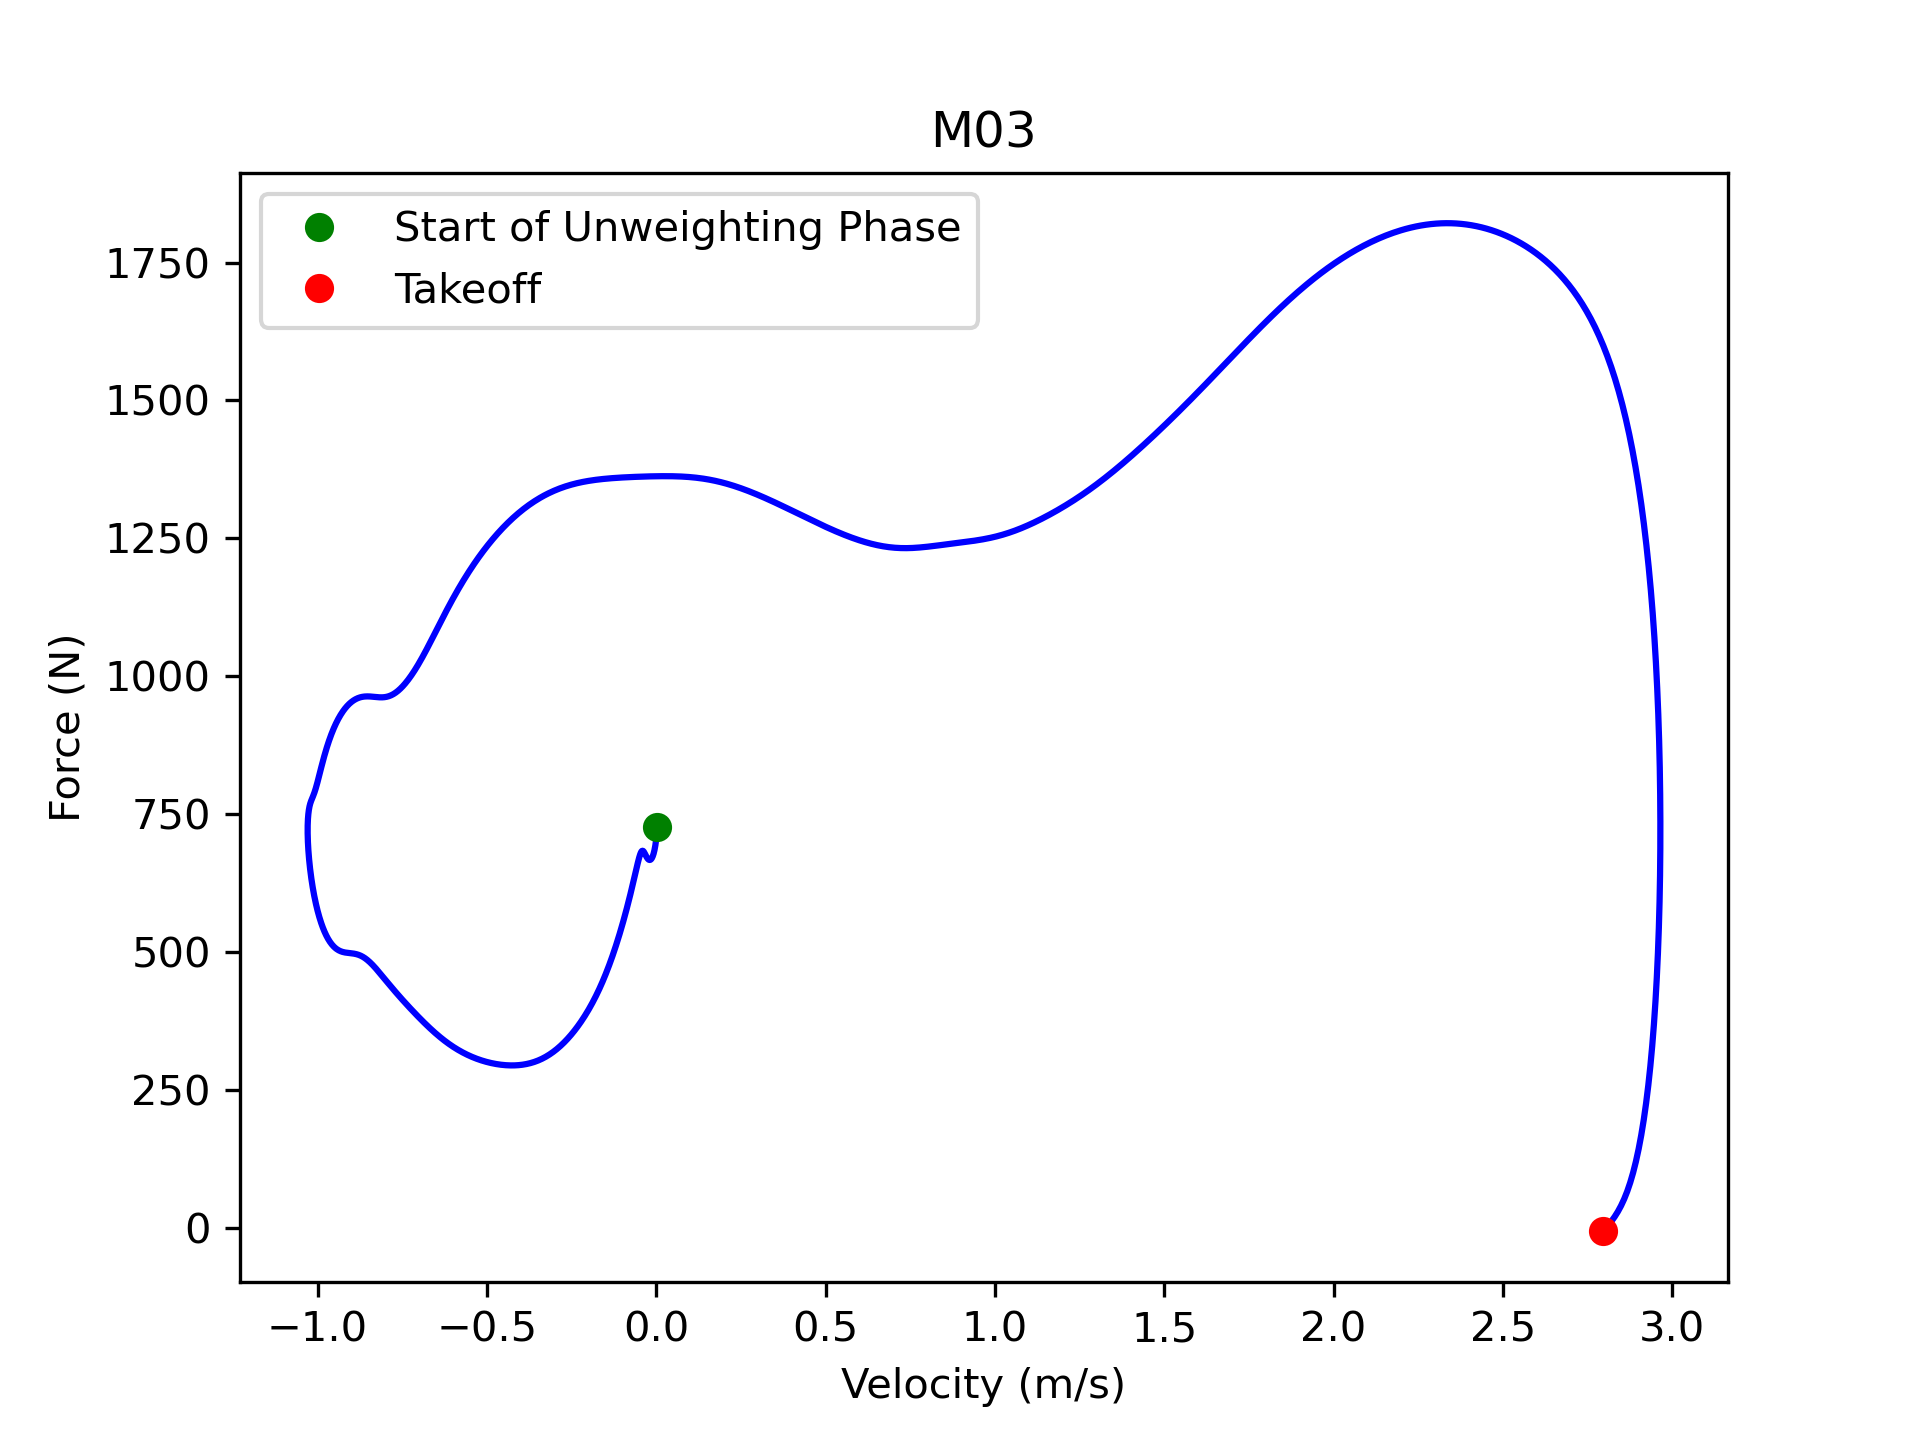 M03
Start of Unweighting Phase
Takeoff
1750
1500
1250
1000
750
500
250
0
Force (N)
−1.0 −0.5 0.0 0.5 1.0 1.5 2.0 2.5 3.0
Velocity (m/s)